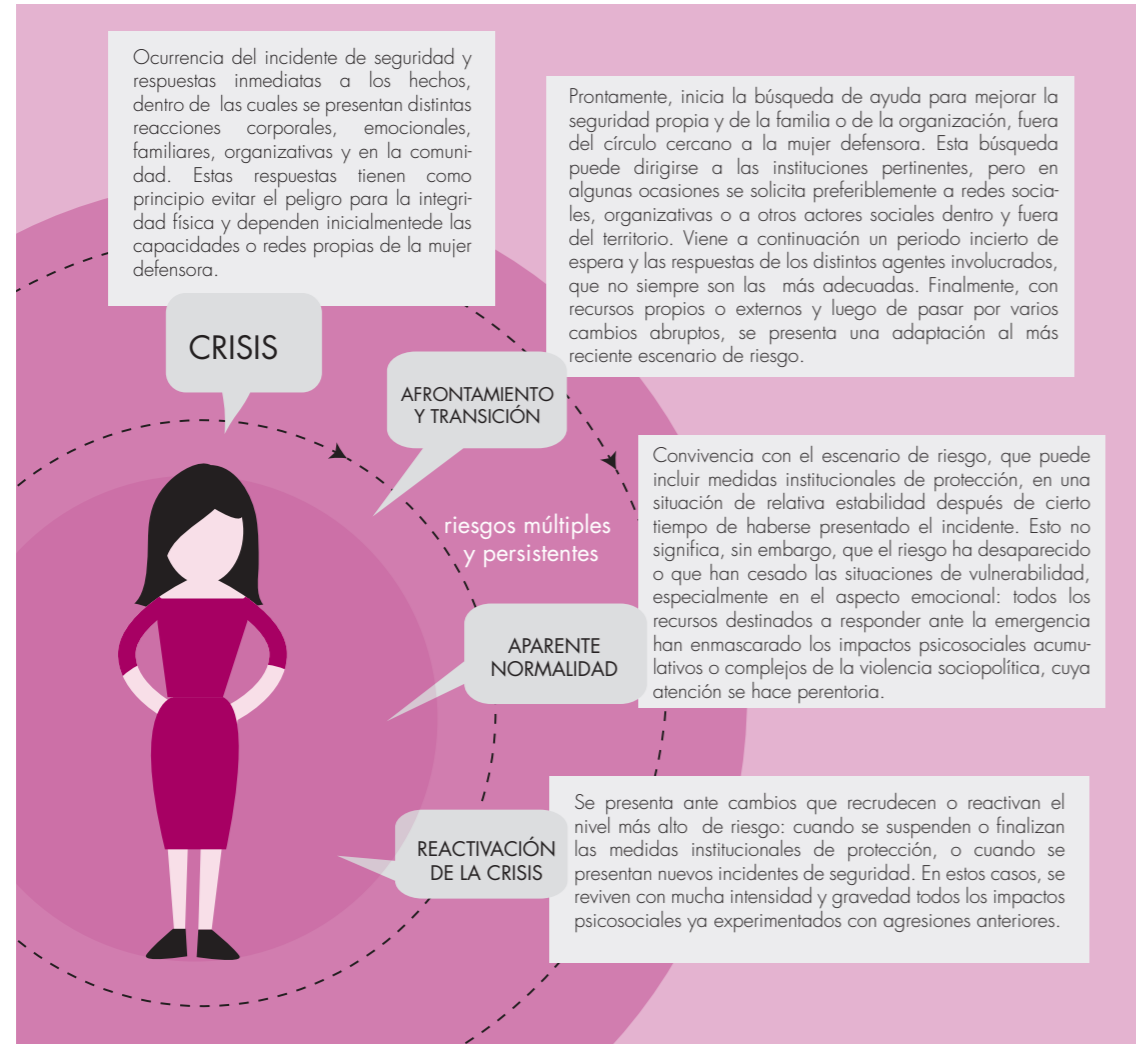 Ocurrencia del incidente de seguridad y
respuestas inmediatas a los hechos,
dentro de las cuales se presentan distintas
reacciones corporales, emocionales,
familiares, organizativas y en la comuni-
dad. Estas respuestas tienen como
principio evitar el peligro para la integri-
dad física y dependen inicialmentede las
capacidades o redes propias de la mujer
defensora.
CRISIS
Prontamente, inicia la búsqueda de ayuda para mejorar la
seguridad propia y de la familia o de la organización, fuera
del círculo cercano a la mujer defensora. Esta búsqueda
puede dirigirse a las instituciones pertinentes, pero en
algunas ocasiones se solicita preferiblemente a redes socia-
les, organizativas o a otros actores sociales dentro y fuera
del territorio. Viene a continuación un periodo incierto de
espera y las respuestas de los distintos agentes involucrados,
que no siempre son las más adecuadas. Finalmente, con
recursos propios o externos y luego de pasar por varios
cambios abruptos, se presenta una adaptación al más
reciente escenario de riesgo.
AFRONTAMIENTO
Y TRANSICIÓN
riesgos múltiples
y persistentes
Convivencia con el escenario de riesgo, que puede
incluir medidas institucionales de protección, en una
situación de relativa estabilidad después de cierto
tiempo de haberse presentado el incidente. Esto no
significa, sin embargo, que el riesgo ha desaparecido
o que han cesado las situaciones de vulnerabilidad,
especialmente en el aspecto emocional: todos los
recursos destinados a responder ante la emergencia
han enmascarado los impactos psicosociales acumu-
lativos o complejos de la violencia sociopolítica, cuya
atención se hace perentoria.
APARENTE
NORMALIDAD
Se presenta ante cambios que recrudecen o reactivan el
nivel más alto de riesgo: cuando se suspenden o finalizan
las medidas institucionales de protección, o cuando se
presentan nuevos incidentes de seguridad. En estos casos, se
reviven con mucha intensidad y gravedad todos los impactos
psicosociales ya experimentados con agresiones anteriores.
REACTIVACIÓN
DE LA CRISIS